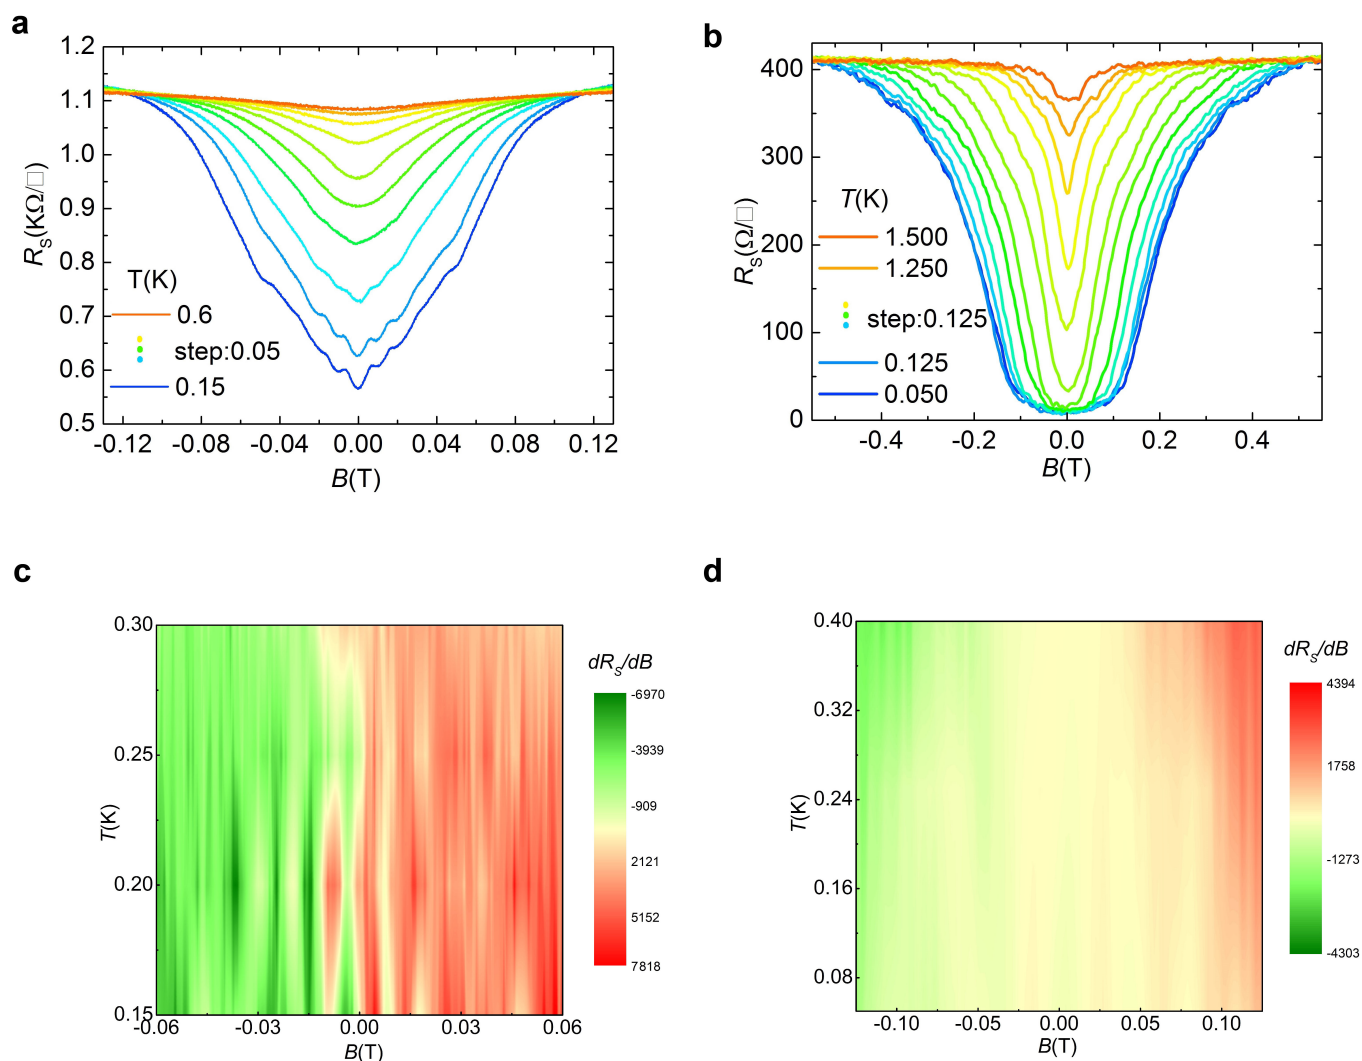 a
1.2
1.1
1.0
0.9
0.8
0.7
0.6
0.5
R_S(KΩ/□)
T(K)
0.6
step:0.05
0.15
-0.12 -0.08 -0.04 0.00 0.04 0.08 0.12
B(T)
b
400
300
200
100
0
R_S(Ω/□)
T(K)
1.500
1.250
step:0.125
0.125
0.050
-0.4 -0.2 0.0 0.2 0.4
B(T)
c
0.30
0.25
0.20
0.15
T(K)
-0.06 -0.03 0.00 0.03 0.06
B(T)
dR_S/dB
-6970
-3939
-909
2121
5152
7818
d
0.40
0.32
0.24
0.16
0.08
T(K)
-0.10 -0.05 0.00 0.05 0.10
B(T)
dR_S/dB
4394
1758
-1273
-4303